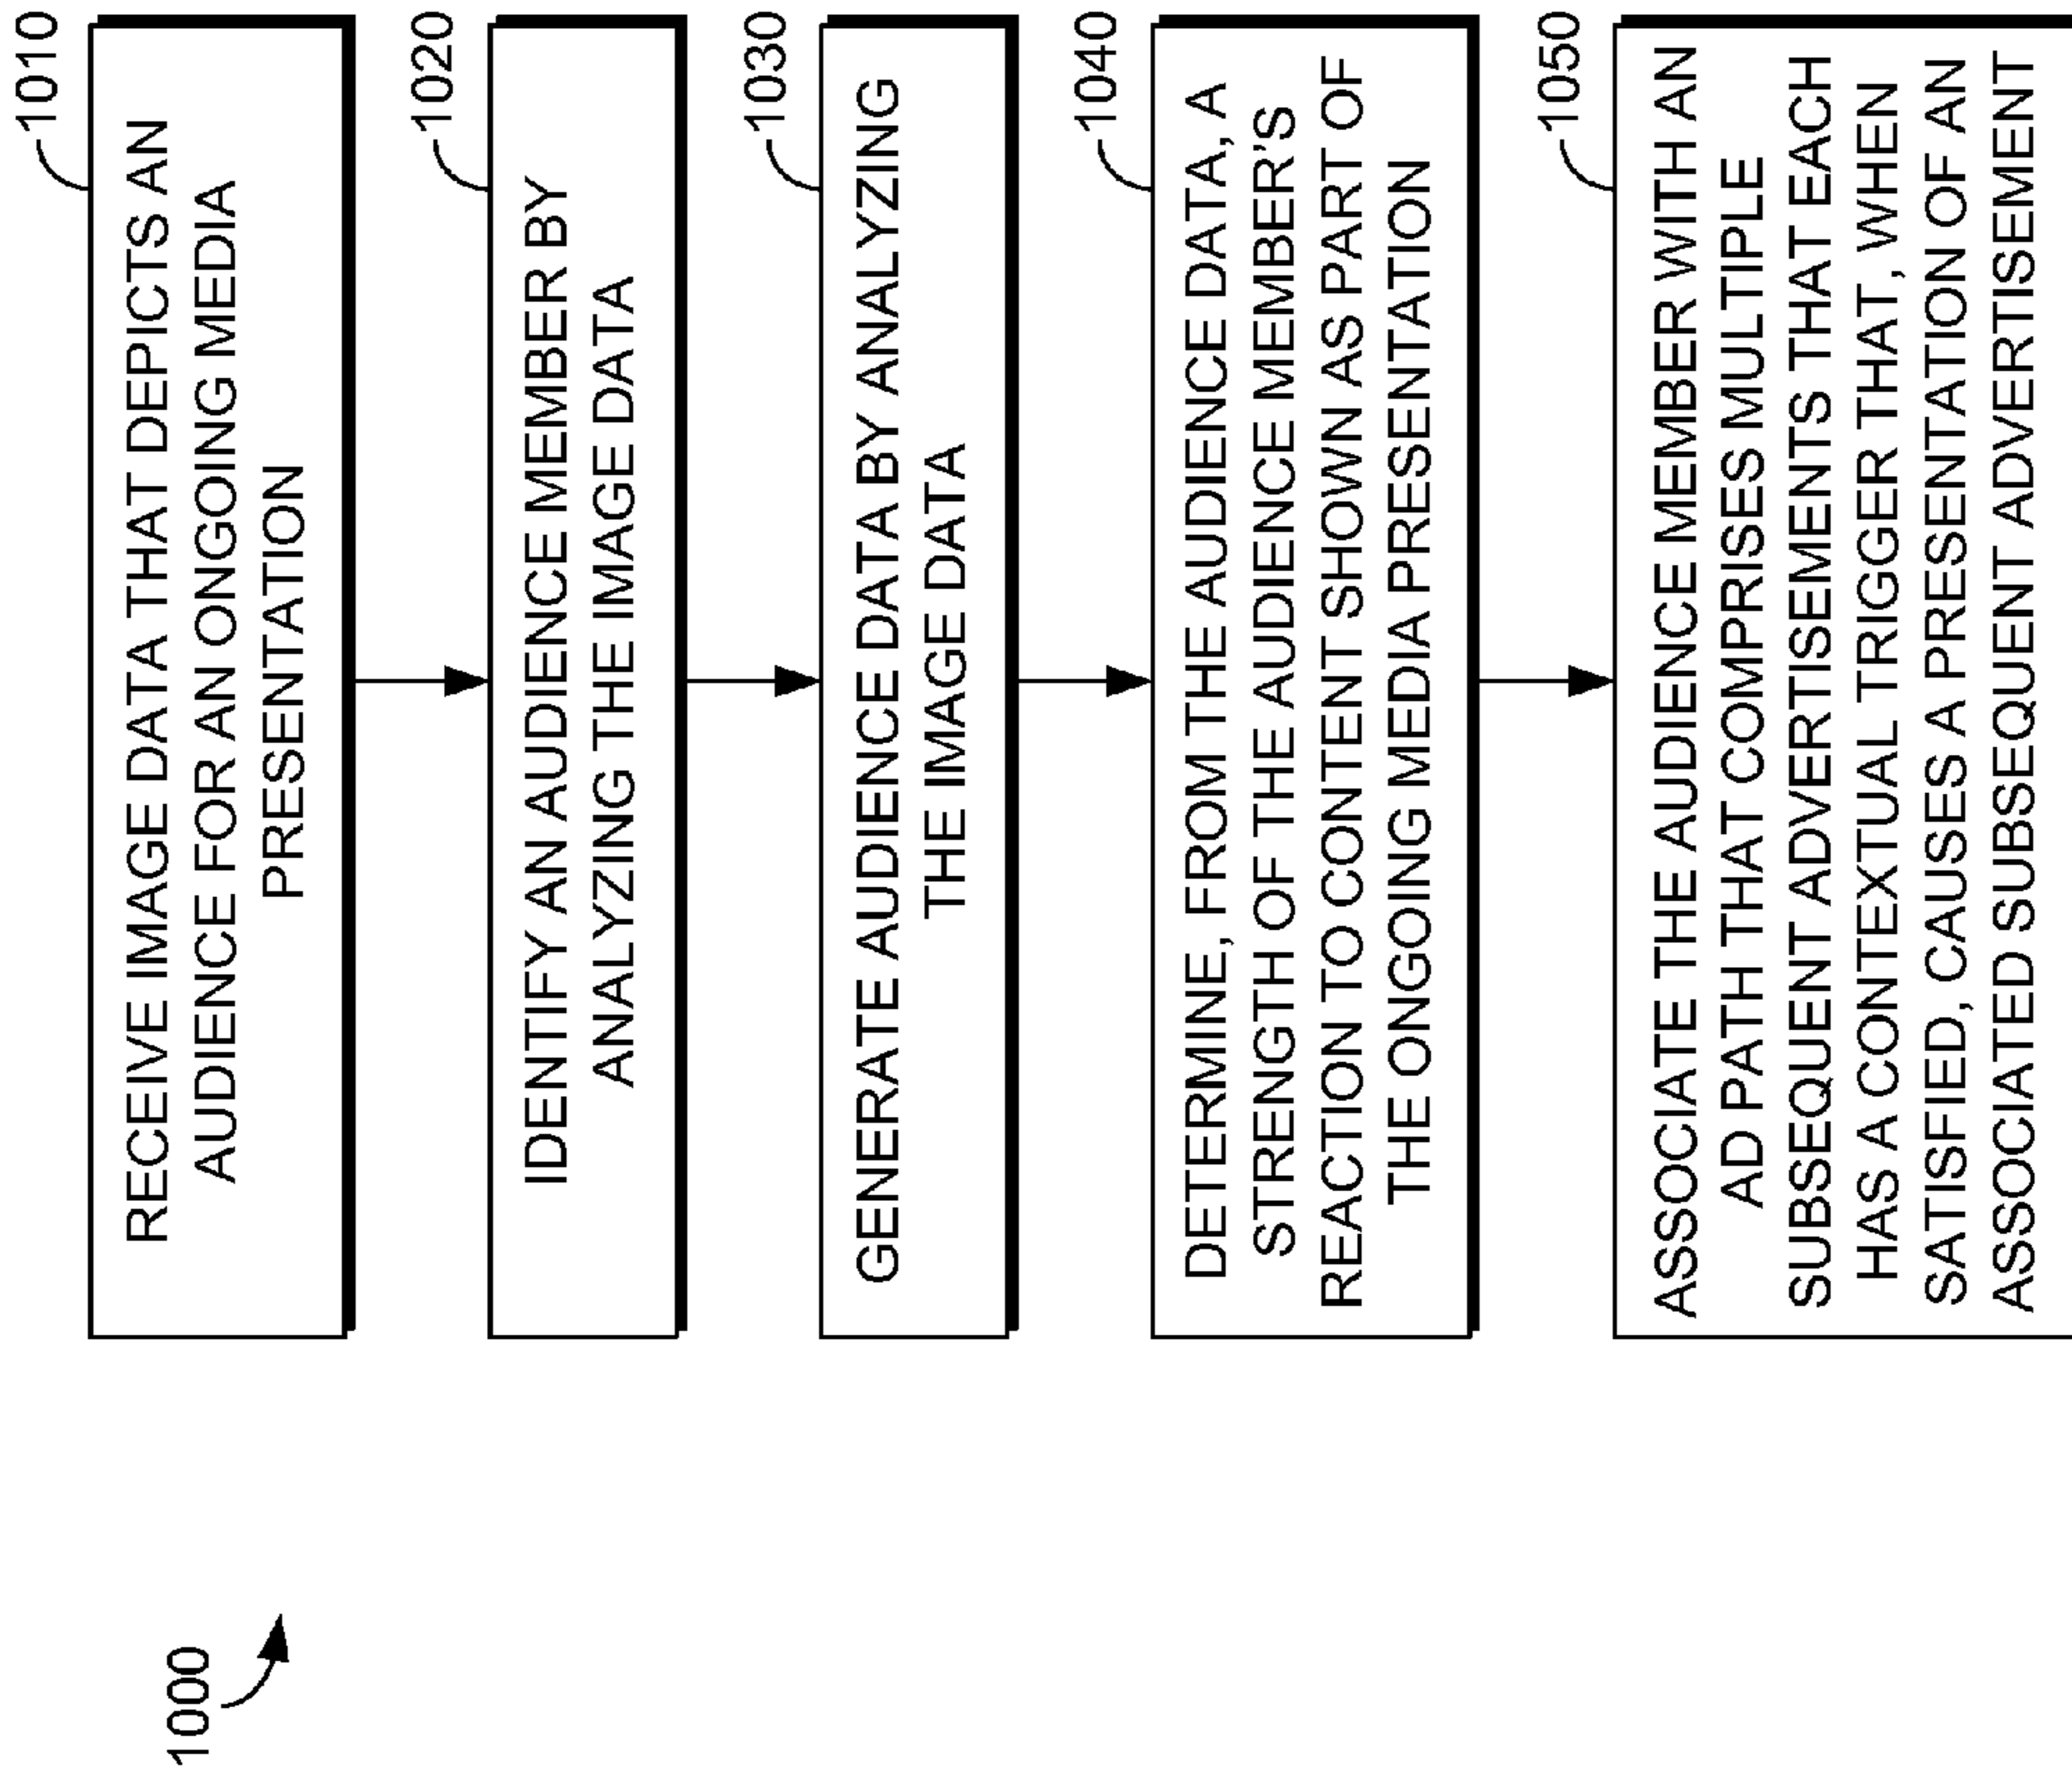 1000
1010
RECEIVE IMAGE DATA THAT DEPICTS AN
AUDIENCE FOR AN ONGOING MEDIA
PRESENTATION
1020
IDENTIFY AN AUDIENCE MEMBER BY
ANALYZING THE IMAGE DATA
1030
GENERATE AUDIENCE DATA BY ANALYZING
THE IMAGE DATA
1040
DETERMINE, FROM THE AUDIENCE DATA, A
STRENGTH OF THE AUDIENCE MEMBER'S
REACTION TO CONTENT SHOWN AS PART OF
THE ONGOING MEDIA PRESENTATION
1050
ASSOCIATE THE AUDIENCE MEMBER WITH AN
AD PATH THAT COMPRISES MULTIPLE
SUBSEQUENT ADVERTISEMENTS THAT EACH
HAS A CONTEXTUAL TRIGGER THAT, WHEN
SATISFIED, CAUSES A PRESENTATION OF AN
ASSOCIATED SUBSEQUENT ADVERTISEMENT